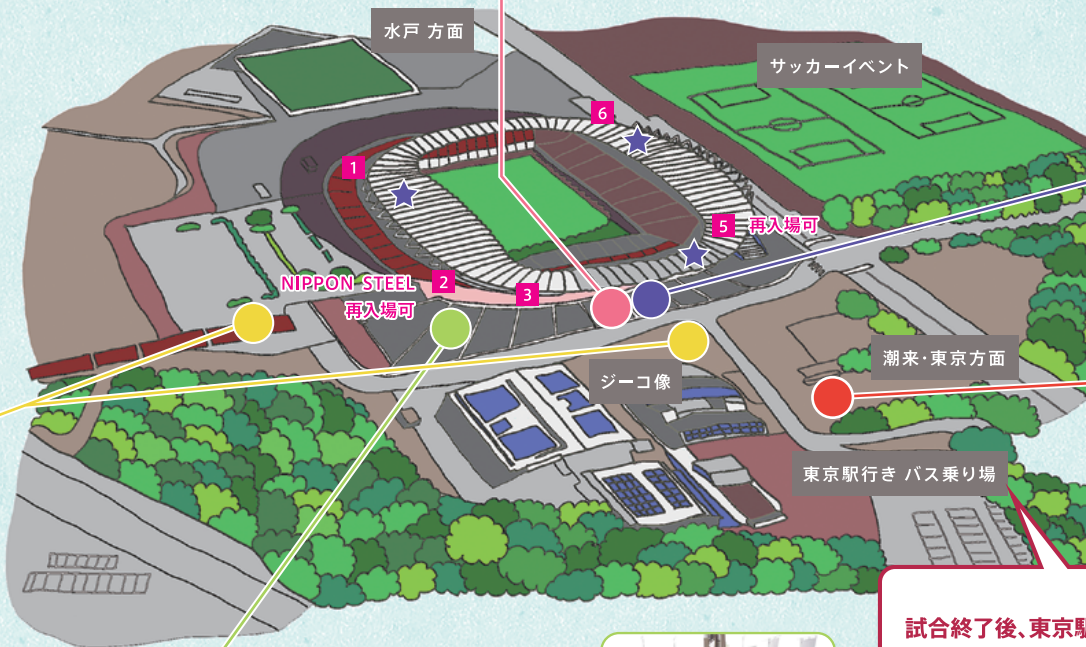 水戸 方面
サッカーイベント
6
1
5 再入場可
NIPPON STEEL 2
再入場可
3
潮来・東京方面
ジーコ像
東京駅行き バス乗り場
試合終了後、東京